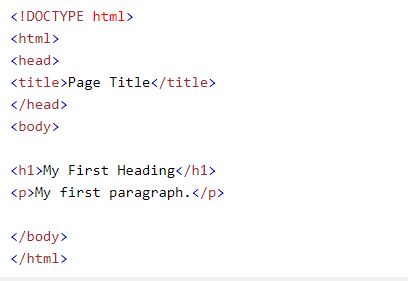 <!DOCTYPE html>
<html>
<head>
<title>Page Title</title>
</head>
<body>
<h1>My First Heading</h1>
<p>My first paragraph.</p>
</body>
</html>